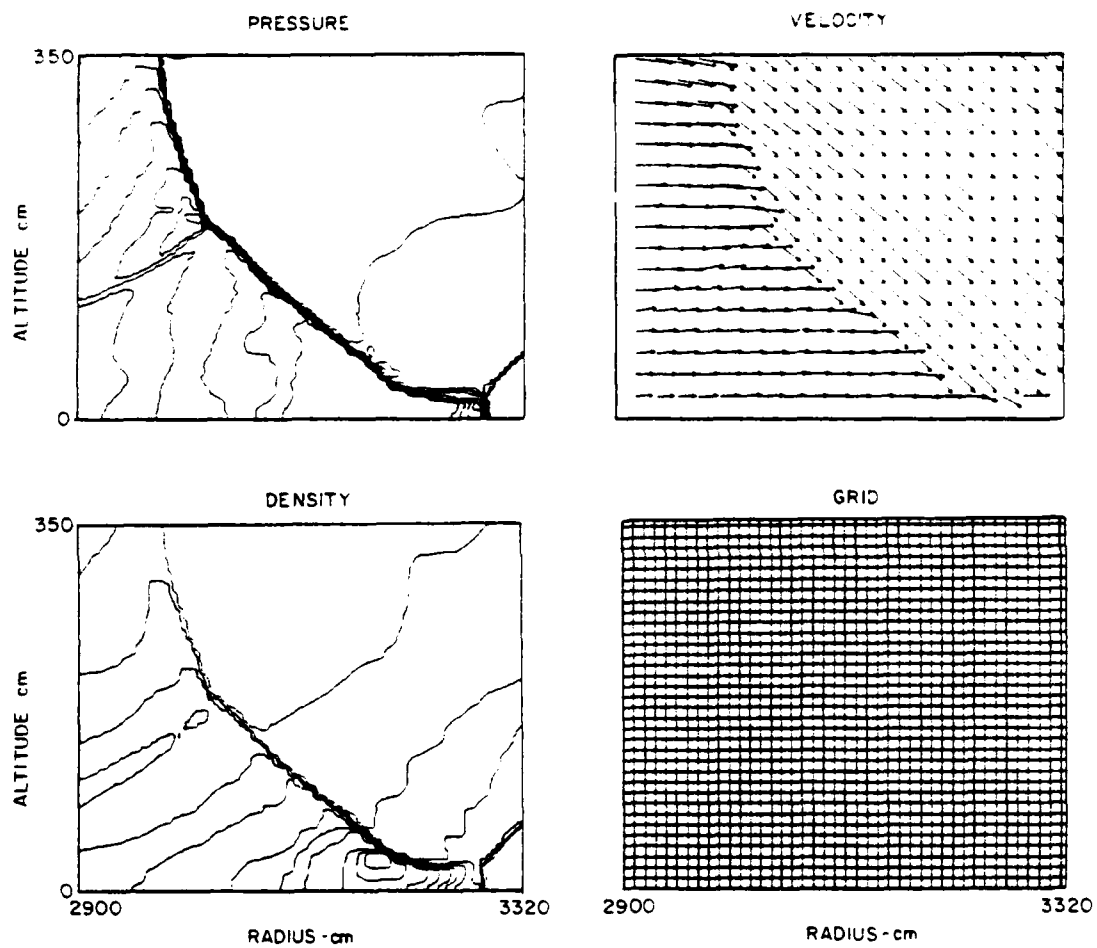 PRESSURE
VELOCITY
350
ALTITUDE cm
0
DENSITY
GRID
350
ALTITUDE cm
0
2900
3320
2900
3320
RADIUS - cm
RADIUS - cm